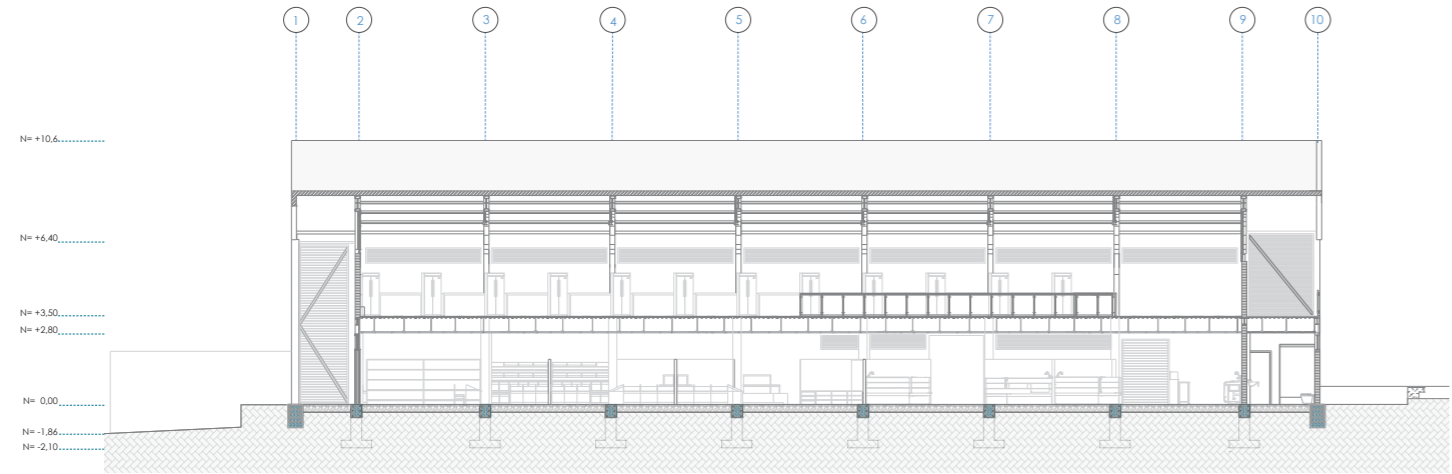 1 2 3 4 5 6 7 8 9 10
N= +10,6
N= +6,40
N= +3,50
N= +2,80
N= 0,00
N= -1,86
N= -2,10